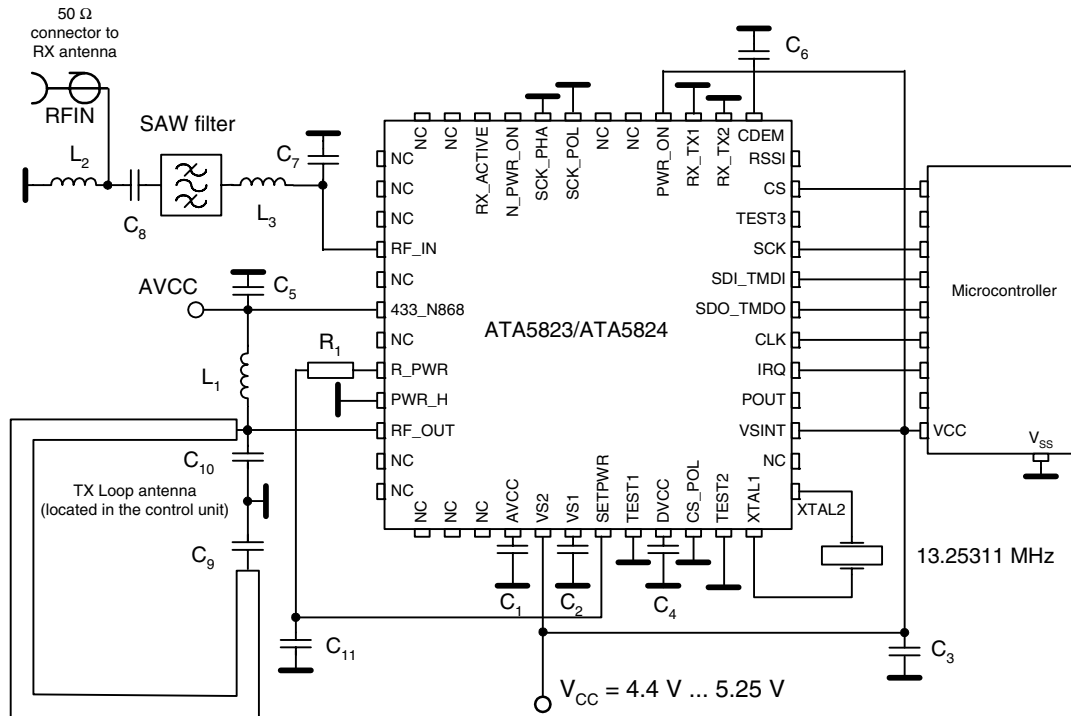 50 Ω
connector to
RX antenna
RFIN
SAW filter
L2
C8
L3
C7
C6
AVCC
C5
L1
R1
C10
TX Loop antenna
(located in the control unit)
C9
C11
NC
NC
RX_ACTIVE
N_PWR_ON
SCK_PHA
SCK_POL
NC
NC
PWR_ON
RX_TX1
RX_TX2
CDEM
NC
NC
NC
RF_IN
NC
433_N868
NC
R_PWR
PWR_H
RF_OUT
NC
NC
ATA5823/ATA5824
RSSI
CS
TEST3
SCK
SDI_TMDI
SDO_TMDO
CLK
IRQ
POUT
VSINT
NC
XTAL2
NC
NC
NC
AVCC
VS2
VS1
SETPWR
TEST1
DVCC
CS_POL
TEST2
XTAL1
Microcontroller
VCC
VSS
13.25311 MHz
C1
C2
C4
C3
VCC = 4.4 V ... 5.25 V